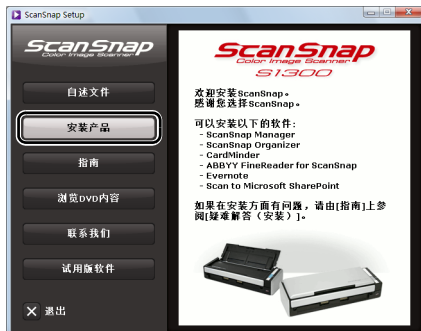 ScanSnap Setup
ScanSnap
Color Image Scanner
自述文件
安装产品
指南
浏览DVD内容
联系我们
试用版软件
退出
ScanSnap
Color Image Scanner
S1300
欢迎安装ScanSnap。
感谢您选择ScanSnap。
可以安装以下的软件:
- ScanSnap Manager
- ScanSnap Organizer
- CardMinder
- ABBYY FineReader for ScanSnap
- Evernote
- Scan to Microsoft SharePoint
如果在安装方面有问题，请由[指南]上参
阅[疑难解答（安装）]。